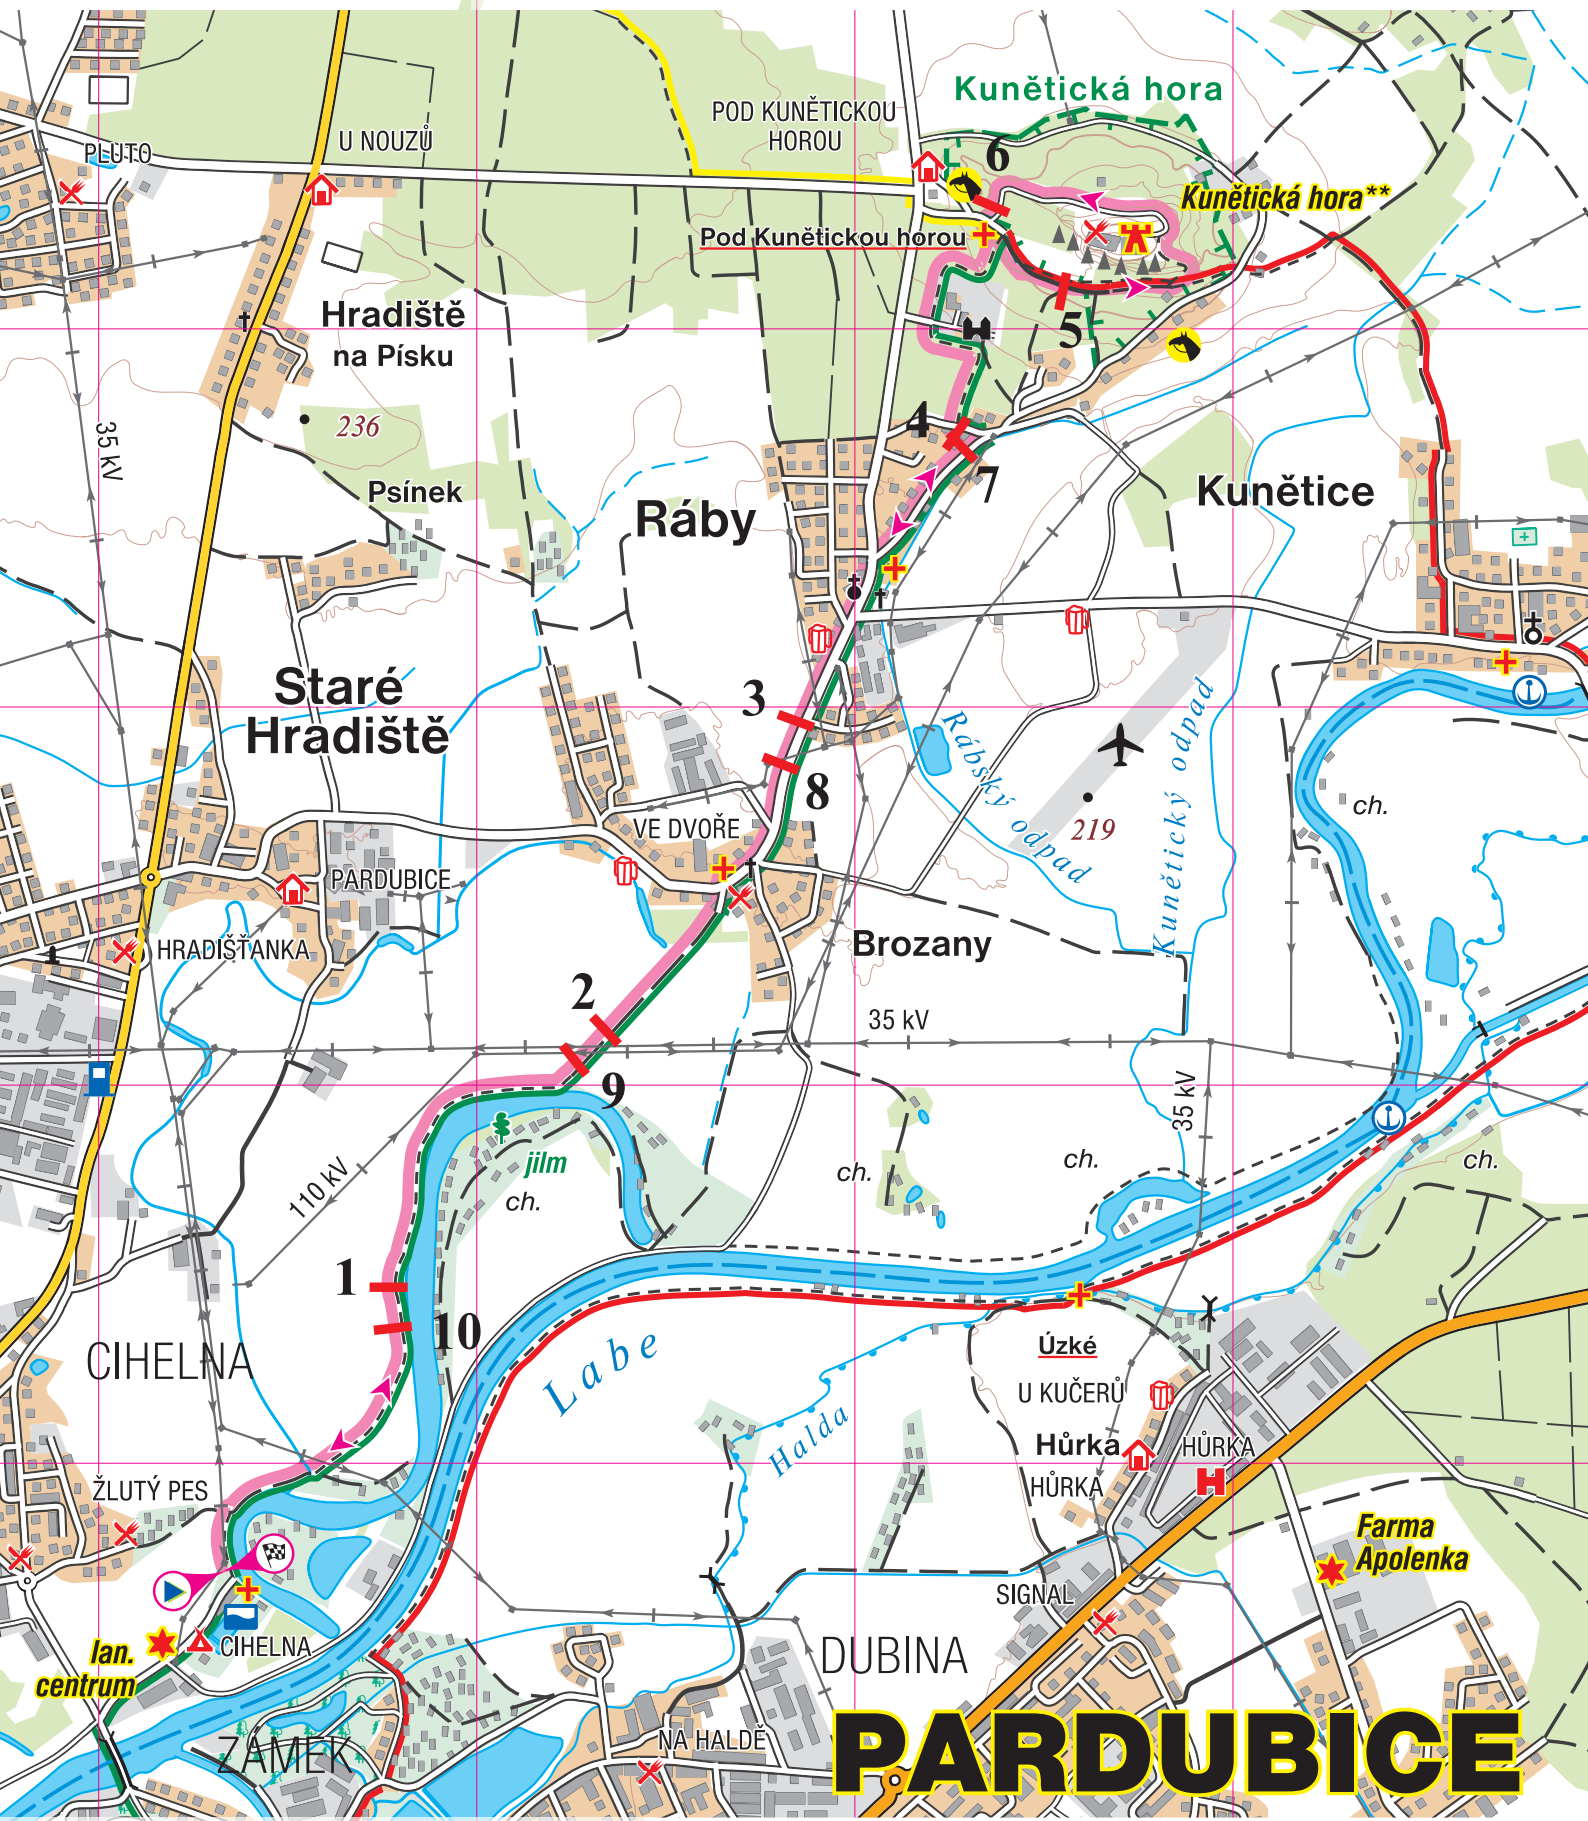 Kunětická hora
POD KUNĚTICKOU
HOROU
U NOUZŮ
PLUTO
6
Kunětická hora**
Pod Kunětickou horou
Hradiště
na Písku
5
236
4
35 kV
Psínek
7
Kunětice
Ráby
Staré
Hradiště
3
Rábský odpad
Kunětický odpad
8
ch.
219
VE DVOŘE
PARDUBICE
HRADIŠŤANKA
Brozany
2
35 kV
9
35 kV
jilm
ch.
ch.
ch.
ch.
110 kV
1
10
CIHELNA
Labe
Úzké
U KUČERŮ
Halda
Hůrka
HŮRKA
HŮRKA
ŽLUTÝ PES
Farma
Apolenka
SIGNAL
CIHELNA
lan.
centrum
DUBINA
ZÁMEK
NA HALDĚ
PARDUBICE